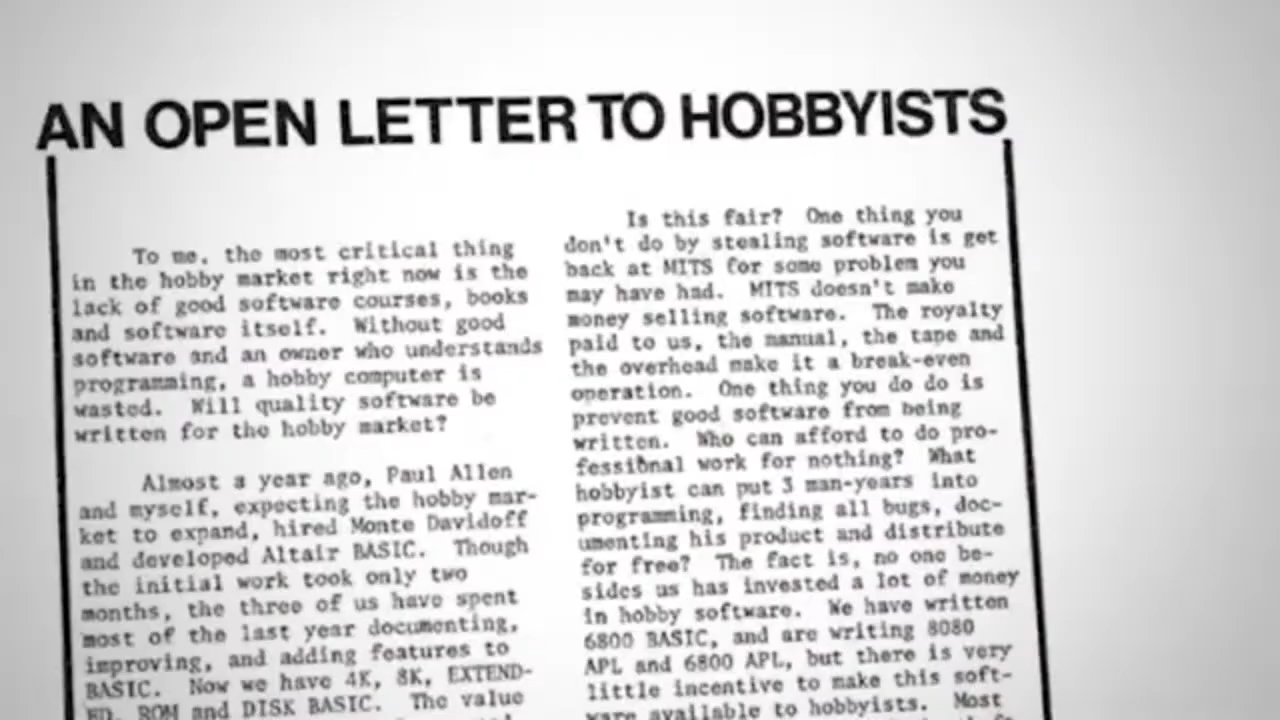 AN OPEN LETTER TO HOBBYISTS
To me, the most critical thing
in the hobby market right now is the
lack of good software courses, books
and software itself. Without good
software and an owner who understands
programming, a hobby computer is
wasted. Will quality software be
written for the hobby market?
Almost a year ago, Paul Allen
and myself, expecting the hobby mar-
ket to expand, hired Monte Davidoff
and developed Altair BASIC. Though
the initial work took only two
months, the three of us have spent
most of the last year documenting,
improving, and adding features to
BASIC. Now we have 4K, 8K, EXTEND-
ED, ROM and DISK BASIC. The value
Is this fair? One thing you
don't do by stealing software is get
back at MITS for some problem you
may have had. MITS doesn't make
money selling software. The royalty
paid to us, the manual, the tape and
the overhead make it a break-even
operation. One thing you do do is
prevent good software from being
written. Who can afford to do pro-
fessional work for nothing? What
hobbyist can put 3 man-years into
programming, finding all bugs, doc-
umenting his product and distribute
for free? The fact is, no one be-
sides us has invested a lot of money
in hobby software. We have written
6800 BASIC, and are writing 8080
APL and 6800 APL, but there is very
little incentive to make this soft-
ware available to hobbyists. Most